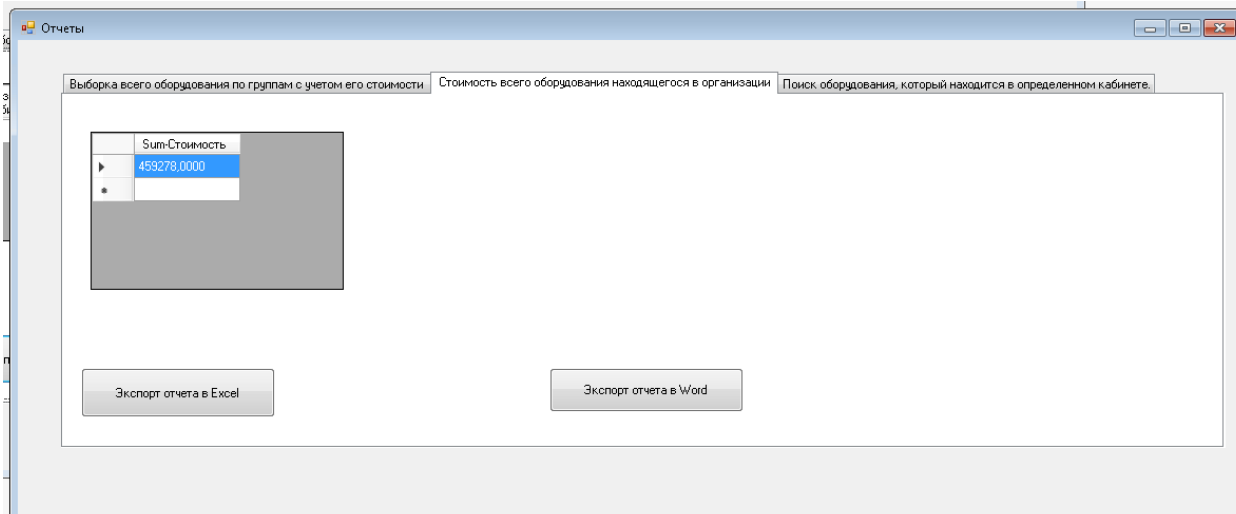 Отчеты
Выборка всего оборудования по группам с учетом его стоимости
Стоимость всего оборудования находящегося в организации
Поиск оборудования, который находится в определенном кабинете.
Sum-Стоимость
459278,0000
Экспорт отчета в Excel
Экспорт отчета в Word